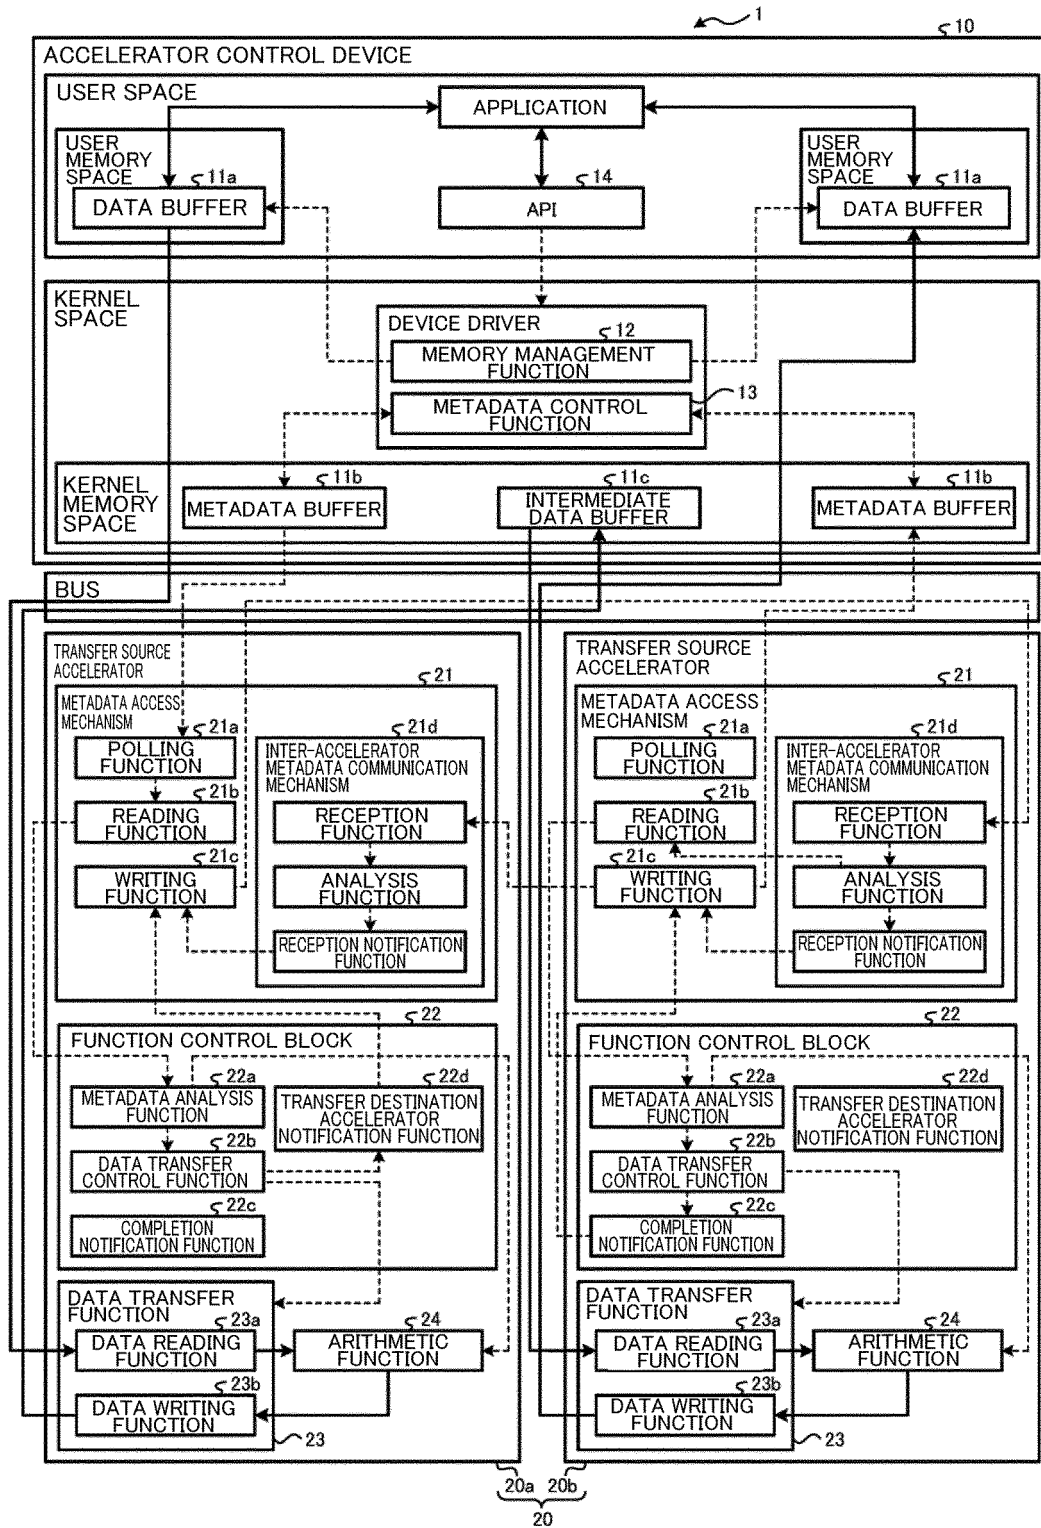 1
10
ACCELERATOR CONTROL DEVICE
USER SPACE
APPLICATION
USER
MEMORY
SPACE
11a
DATA BUFFER
14
API
USER
MEMORY
SPACE
11a
DATA BUFFER
KERNEL
SPACE
DEVICE DRIVER
12
MEMORY MANAGEMENT
FUNCTION
13
METADATA CONTROL
FUNCTION
KERNEL
MEMORY
SPACE
11b
METADATA BUFFER
11c
INTERMEDIATE
DATA BUFFER
11b
METADATA BUFFER
BUS
TRANSFER SOURCE
ACCELERATOR
21
METADATA ACCESS
MECHANISM
21a
POLLING
FUNCTION
21b
READING
FUNCTION
21c
WRITING
FUNCTION
21d
INTER-ACCELERATOR
METADATA COMMUNICATION
MECHANISM
RECEPTION
FUNCTION
ANALYSIS
FUNCTION
RECEPTION NOTIFICATION
FUNCTION
22
FUNCTION CONTROL BLOCK
22a
METADATA ANALYSIS
FUNCTION
22b
DATA TRANSFER
CONTROL FUNCTION
22c
COMPLETION
NOTIFICATION FUNCTION
22d
TRANSFER DESTINATION
ACCELERATOR
NOTIFICATION FUNCTION
DATA TRANSFER
FUNCTION
23a
DATA READING
FUNCTION
23b
DATA WRITING
FUNCTION
23
24
ARITHMETIC
FUNCTION
TRANSFER SOURCE
ACCELERATOR
21
METADATA ACCESS
MECHANISM
21a
POLLING
FUNCTION
21b
READING
FUNCTION
21c
WRITING
FUNCTION
21d
INTER-ACCELERATOR
METADATA COMMUNICATION
MECHANISM
RECEPTION
FUNCTION
ANALYSIS
FUNCTION
RECEPTION NOTIFICATION
FUNCTION
22
FUNCTION CONTROL BLOCK
22a
METADATA ANALYSIS
FUNCTION
22b
DATA TRANSFER
CONTROL FUNCTION
22c
COMPLETION
NOTIFICATION FUNCTION
22d
TRANSFER DESTINATION
ACCELERATOR
NOTIFICATION FUNCTION
DATA TRANSFER
FUNCTION
23a
DATA READING
FUNCTION
23b
DATA WRITING
FUNCTION
23
24
ARITHMETIC
FUNCTION
20a 20b
20